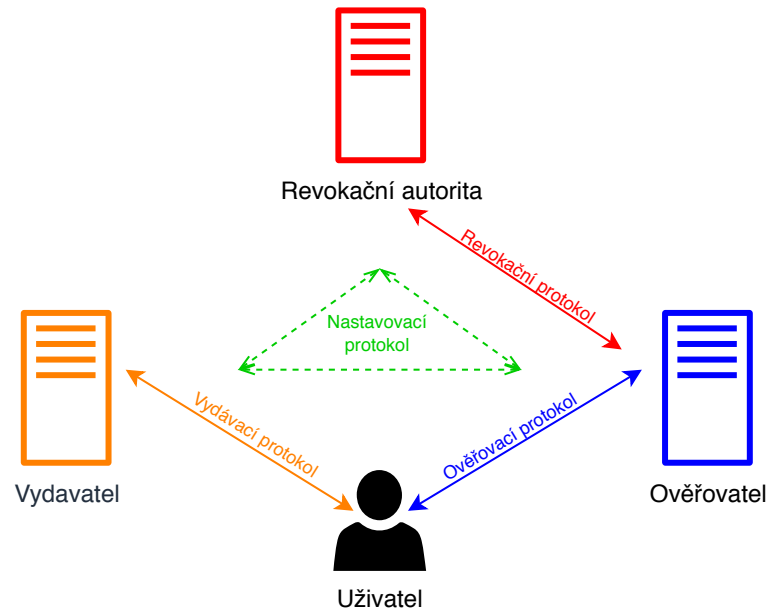 Revokační autorita
Revokační protokol
Nastavovací
protokol
Vydávací protokol
Ověřovací protokol
Vydavatel
Ověřovatel
Uživatel